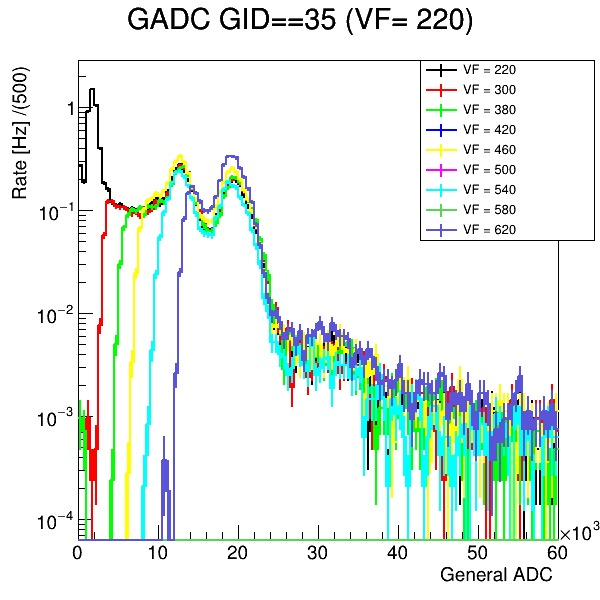 GADC GID==35 (VF= 220)
Rate [Hz] /(500)
VF = 220
VF = 300
VF = 380
VF = 420
VF = 460
VF = 500
VF = 540
VF = 580
VF = 620
1
10⁻¹
10⁻²
10⁻³
10⁻⁴
0 10 20 30 40 50 60
×10³
General ADC